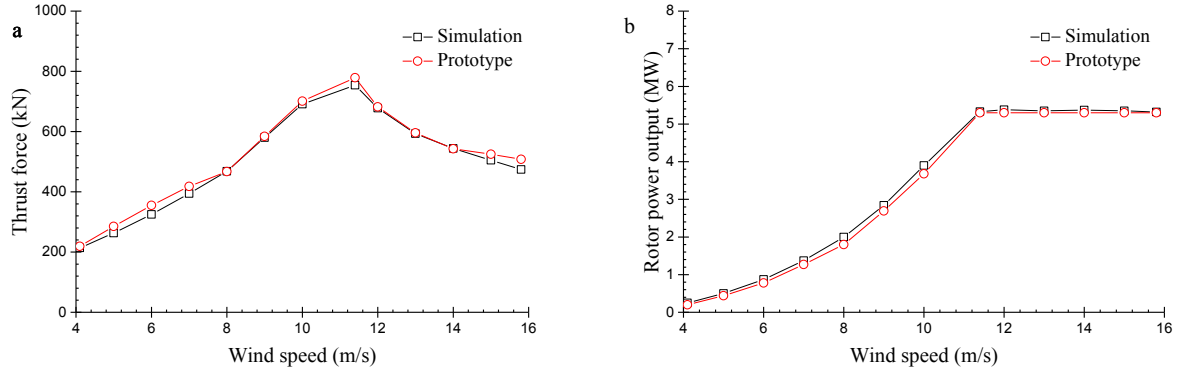 a
Simulation
Prototype
Thrust force (kN)
1000
800
600
400
200
0
4 6 8 10 12 14 16
Wind speed (m/s)
b
Simulation
Prototype
Rotor power output (MW)
8
7
6
5
4
3
2
1
0
4 6 8 10 12 14 16
Wind speed (m/s)